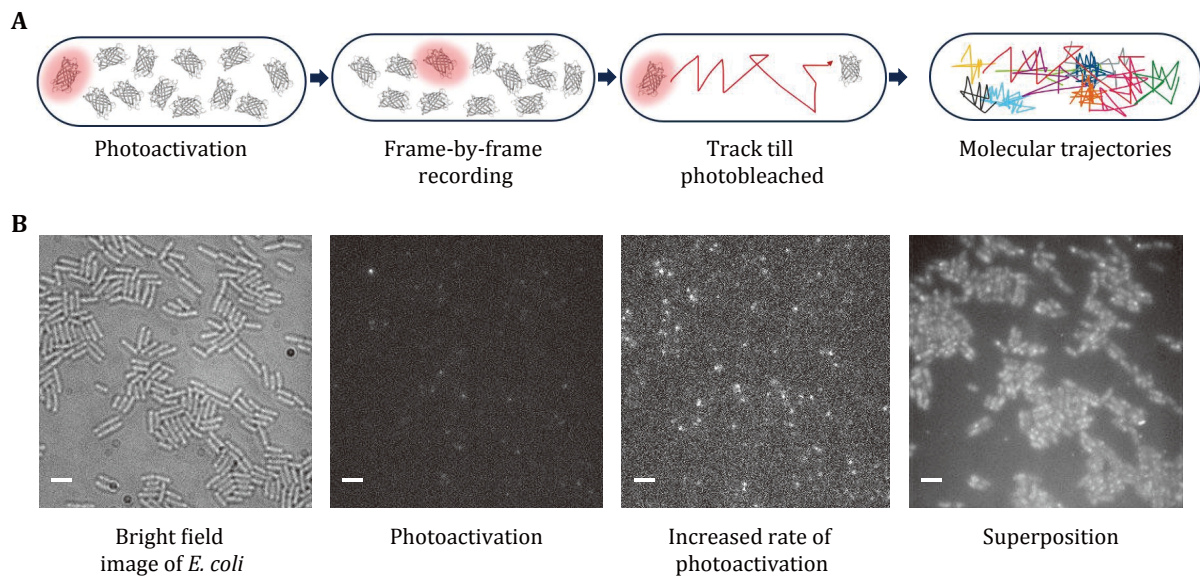 A
Photoactivation
Frame-by-frame
recording
Track till
photobleached
Molecular trajectories
B
Bright field
image of E. coli
Photoactivation
Increased rate of
photoactivation
Superposition